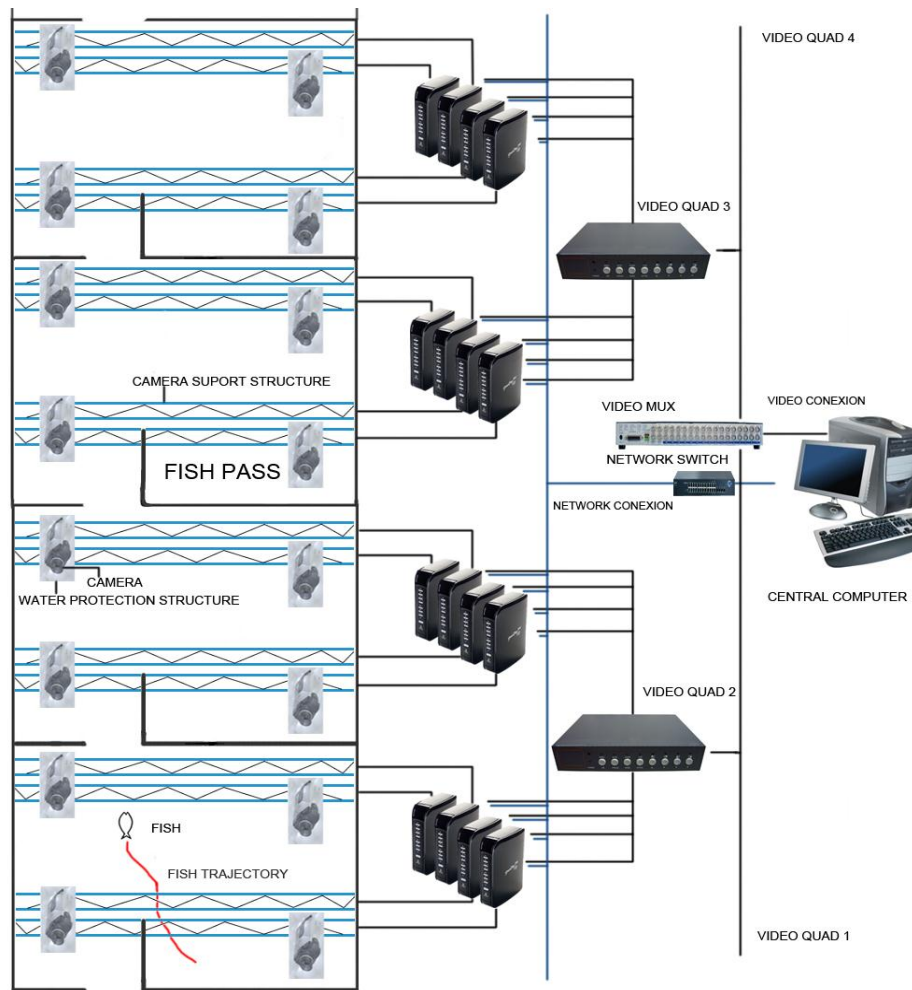 VIDEO QUAD 4
VIDEO QUAD 3
CAMERA SUPORT STRUCTURE
VIDEO MUX
VIDEO CONEXION
FISH PASS
NETWORK SWITCH
NETWORK CONEXION
CAMERA
WATER PROTECTION STRUCTURE
CENTRAL COMPUTER
VIDEO QUAD 2
FISH
FISH TRAJECTORY
VIDEO QUAD 1